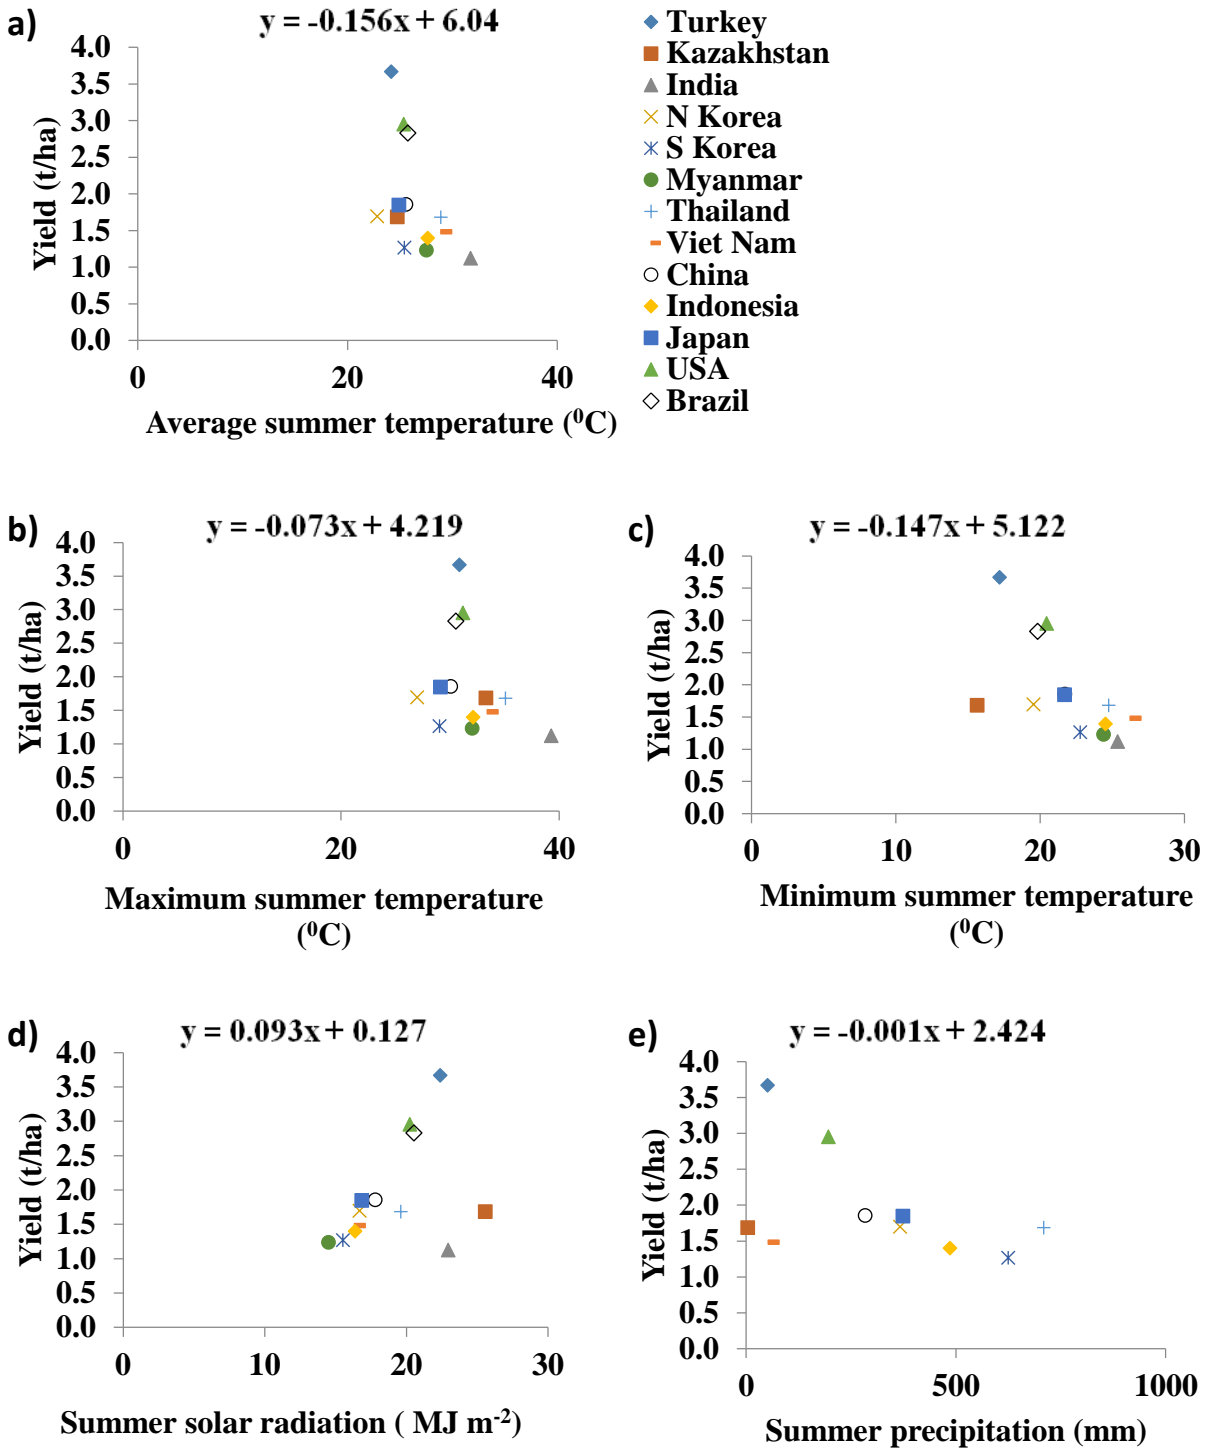 a)
y = -0.156x + 6.04
4.0
3.5
3.0
2.5
2.0
1.5
1.0
0.5
0.0
Yield (t/ha)
0 20 40
Average summer temperature (⁰C)
Turkey
Kazakhstan
India
N Korea
S Korea
Myanmar
Thailand
Viet Nam
China
Indonesia
Japan
USA
Brazil
b)
y = -0.073x + 4.219
4.0
3.5
3.0
2.5
2.0
1.5
1.0
0.5
0.0
Yield (t/ha)
0 20 40
Maximum summer temperature
(⁰C)
c)
y = -0.147x + 5.122
4.0
3.5
3.0
2.5
2.0
1.5
1.0
0.5
0.0
Yield (t/ha)
0 10 20 30
Minimum summer temperature
(⁰C)
d)
y = 0.093x + 0.127
4.0
3.5
3.0
2.5
2.0
1.5
1.0
0.5
0.0
Yield (t/ha)
0 10 20 30
Summer solar radiation ( MJ m⁻²)
e)
y = -0.001x + 2.424
4.0
3.5
3.0
2.5
2.0
1.5
1.0
0.5
0.0
Yield (t/ha)
0 500 1000
Summer precipitation (mm)